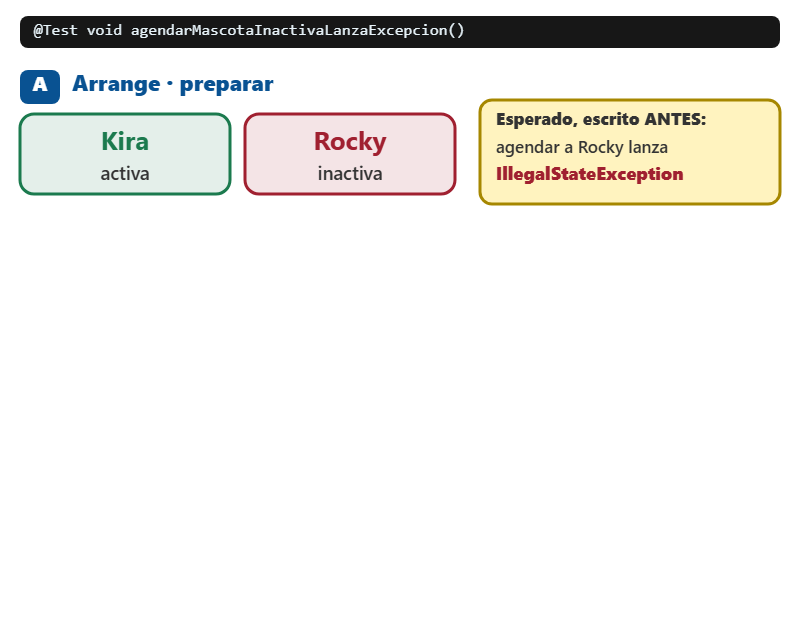 @Test void agendarMascotaInactivaLanzaExcepcion()
A Arrange · preparar
Kira
activa
Rocky
inactiva
Esperado, escrito ANTES:
agendar a Rocky lanza
IllegalStateException